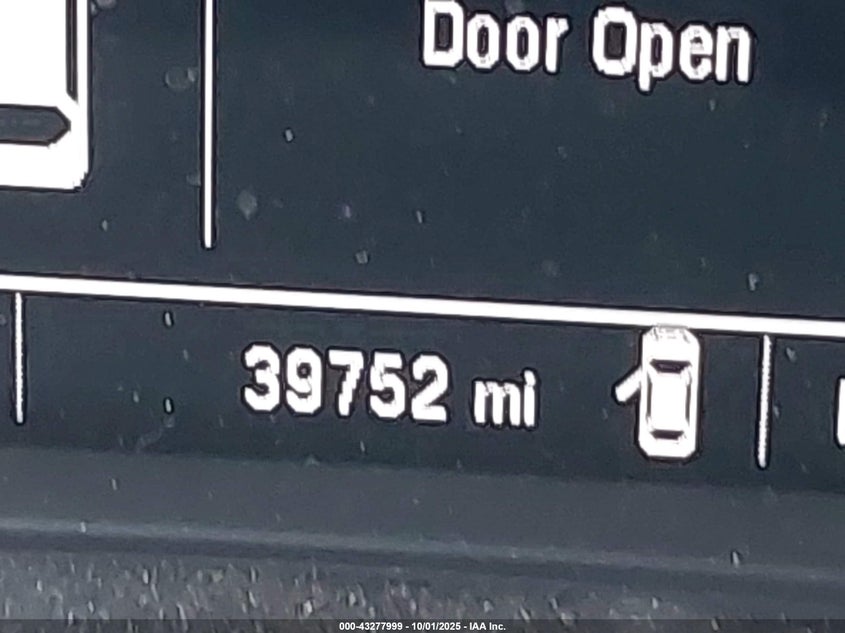 Door Open
39752 mi
000-43277999 - 10/01/2025 - IAA Inc.